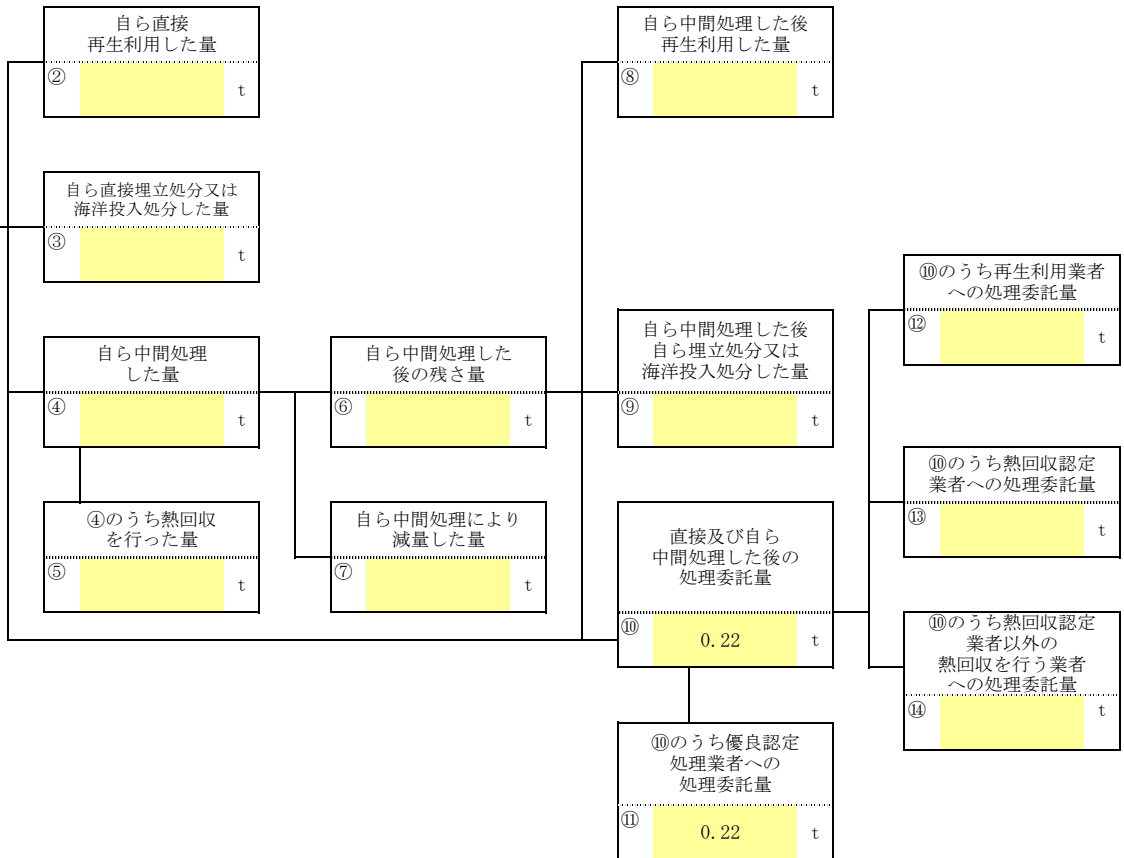 自ら直接
再生利用した量
②
t
自ら中間処理した後
再生利用した量
⑧
t
自ら直接埋立処分又は
海洋投入処分した量
③
t
⑩のうち再生利用業者
への処理委託量
⑫
t
自ら中間処理
した量
④
t
自ら中間処理した
後の残さ量
⑥
t
自ら中間処理した後
自ら埋立処分又は
海洋投入処分した量
⑨
t
⑩のうち熱回収認定
業者への処理委託量
⑬
t
④のうち熱回収
を行った量
⑤
t
自ら中間処理により
減量した量
⑦
t
直接及び自ら
中間処理した後の
処理委託量
⑩ 0.22 t
⑩のうち熱回収認定
業者以外の
熱回収を行う業者
への処理委託量
⑭
t
⑩のうち優良認定
処理業者への
処理委託量
⑪ 0.22 t